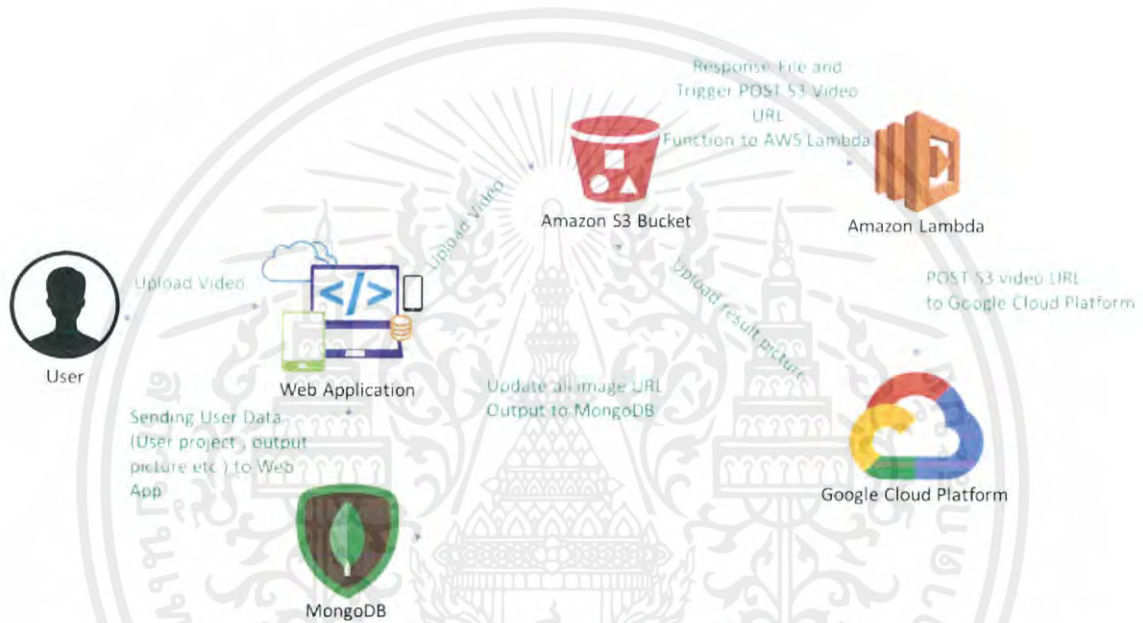 Response File and
Trigger POST S3 Video
URL
Function to AWS Lambda
Amazon S3 Bucket
Amazon Lambda
Upload Video
Upload Video
User
Web Application
POST S3 video URL
to Google Cloud Platform
Upload result picture
Update all image URL
Output to MongoDB
Sending User Data
(User project , output
picture etc ) to Web
App
Google Cloud Platform
MongoDB